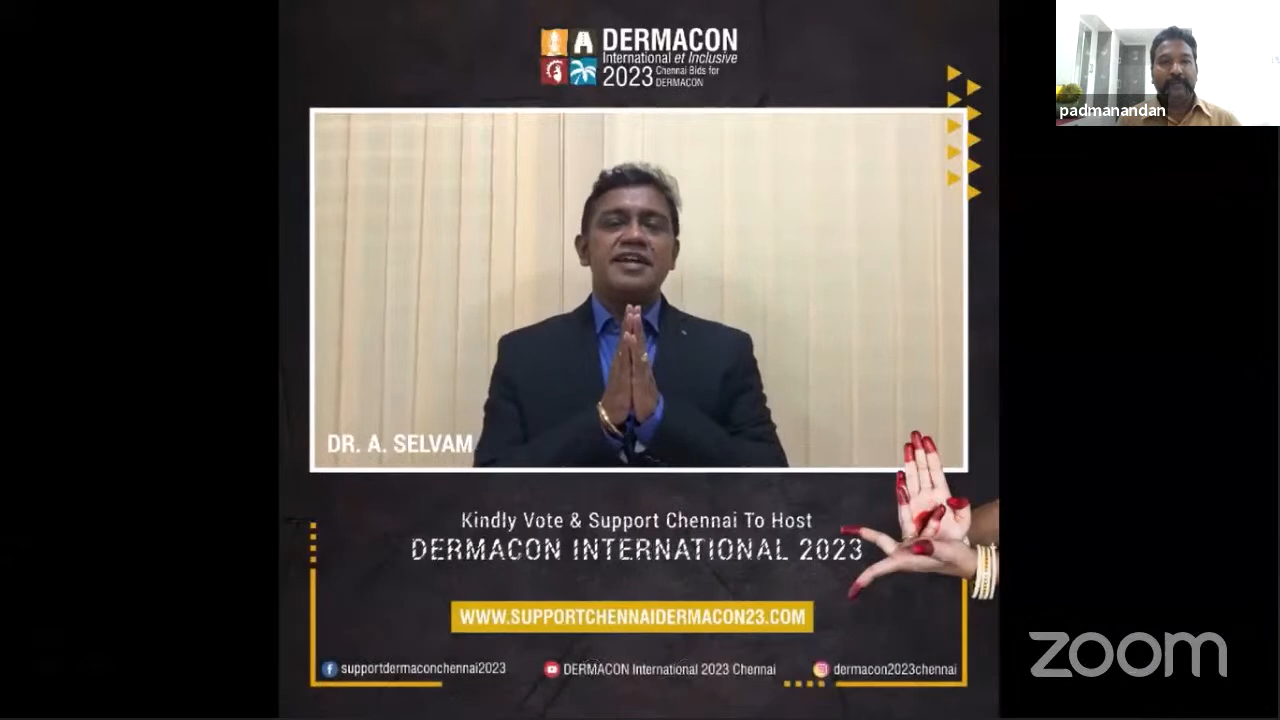 DERMACON
International et Inclusive
2023 Chennai Bids for
DERMACON
padmanandan
DR. A. SELVAM
Kindly Vote & Support Chennai To Host
DERMACON INTERNATIONAL 2023
WWW.SUPPORTCHENNAIDERMACON23.COM
supportdermaconchennai2023
DERMACON International 2023 Chennai
dermacon2023chennai
zoom